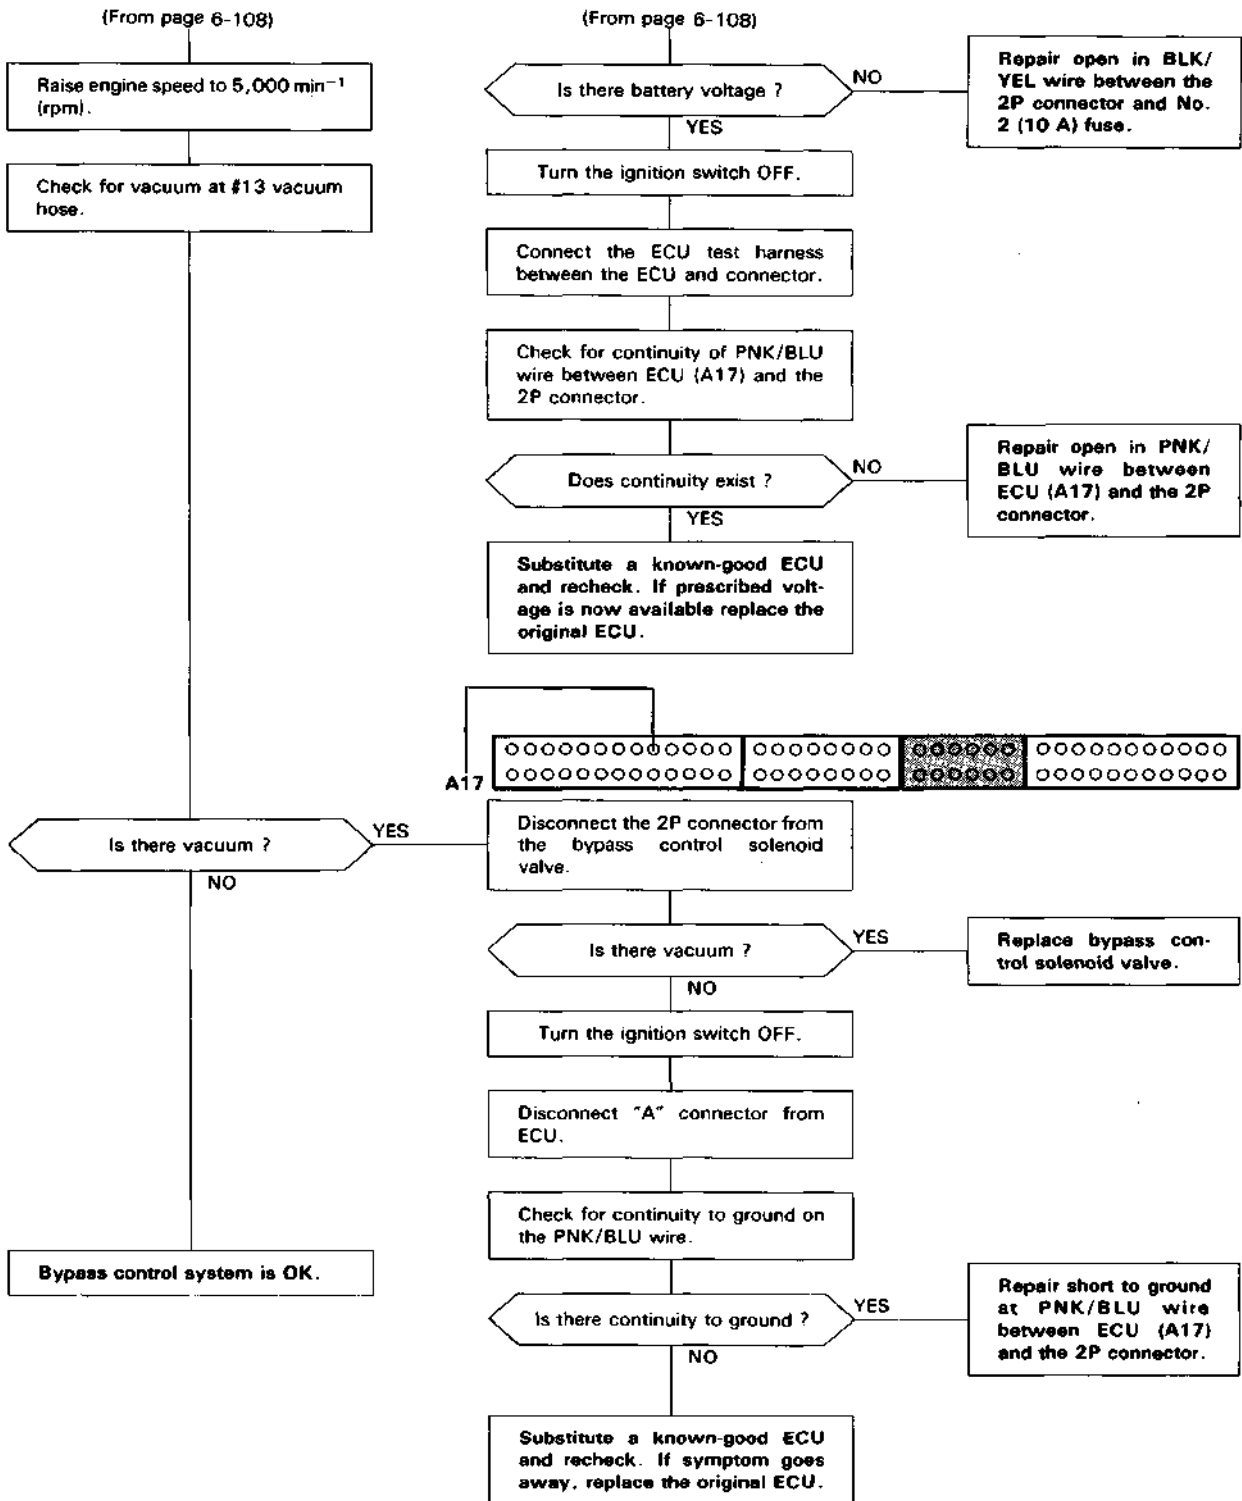 (From page 6-108)
Raise engine speed to 5,000 min⁻¹
(rpm).
Check for vacuum at #13 vacuum
hose.
(From page 6-108)
Is there battery voltage ?
NO
Repair open in BLK/
YEL wire between the
2P connector and No.
2 (10 A) fuse.
YES
Turn the ignition switch OFF.
Connect the ECU test harness
between the ECU and connector.
Check for continuity of PNK/BLU
wire between ECU (A17) and the
2P connector.
Does continuity exist ?
NO
Repair open in PNK/
BLU wire between
ECU (A17) and the 2P
connector.
YES
Substitute a known-good ECU
and recheck. If prescribed volt-
age is now available replace the
original ECU.
A17
Is there vacuum ?
YES
NO
Disconnect the 2P connector from
the bypass control solenoid
valve.
Is there vacuum ?
YES
Replace bypass con-
trol solenoid valve.
NO
Turn the ignition switch OFF.
Disconnect "A" connector from
ECU.
Check for continuity to ground on
the PNK/BLU wire.
Bypass control system is OK.
Is there continuity to ground ?
YES
Repair short to ground
at PNK/BLU wire
between ECU (A17)
and the 2P connector.
NO
Substitute a known-good ECU
and recheck. If symptom goes
away, replace the original ECU.